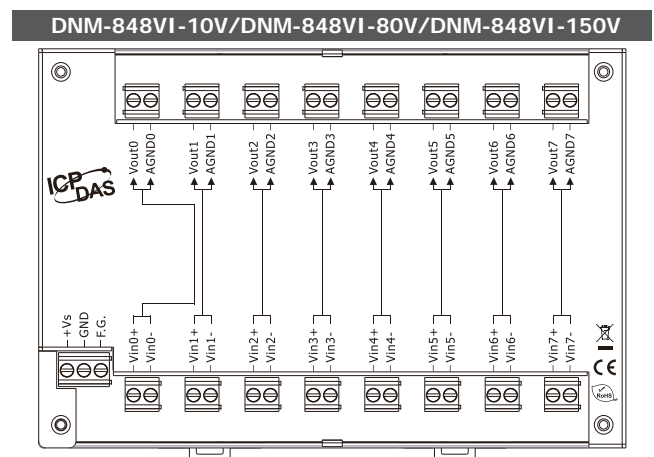 DNM-848VI-10V/DNM-848VI-80V/DNM-848VI-150V
Vout0
AGND0
Vout1
AGND1
Vout2
AGND2
Vout3
AGND3
Vout4
AGND4
Vout5
AGND5
Vout6
AGND6
Vout7
AGND7
ICP
DAS
+Vs
GND
F.G.
Vin0+
Vin0-
Vin1+
Vin1-
Vin2+
Vin2-
Vin3+
Vin3-
Vin4+
Vin4-
Vin5+
Vin5-
Vin6+
Vin6-
Vin7+
Vin7-
CE
RoHS